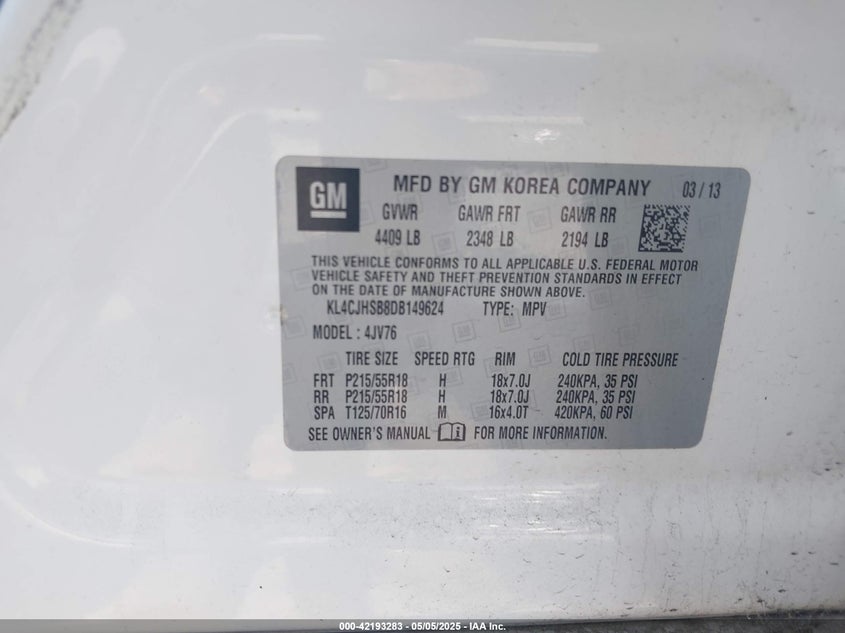 GM
MFD BY GM KOREA COMPANY 03 / 13
GVWR GAWR FRT GAWR RR
4409 LB 2348 LB 2194 LB
THIS VEHICLE CONFORMS TO ALL APPLICABLE U.S. FEDERAL MOTOR
VEHICLE SAFETY AND THEFT PREVENTION STANDARDS IN EFFECT
ON THE DATE OF MANUFACTURE SHOWN ABOVE.
KL4CJHSB8DB149624 TYPE: MPV
MODEL : 4JV76
TIRE SIZE SPEED RTG RIM COLD TIRE PRESSURE
FRT P215/55R18 H 18x7.0J 240KPA, 35 PSI
RR P215/55R18 H 18x7.0J 240KPA, 35 PSI
SPA T125/70R16 M 16x4.0T 420KPA, 60 PSI
SEE OWNER'S MANUAL FOR MORE INFORMATION.
000-42193283 - 05/05/2025 - IAA Inc.